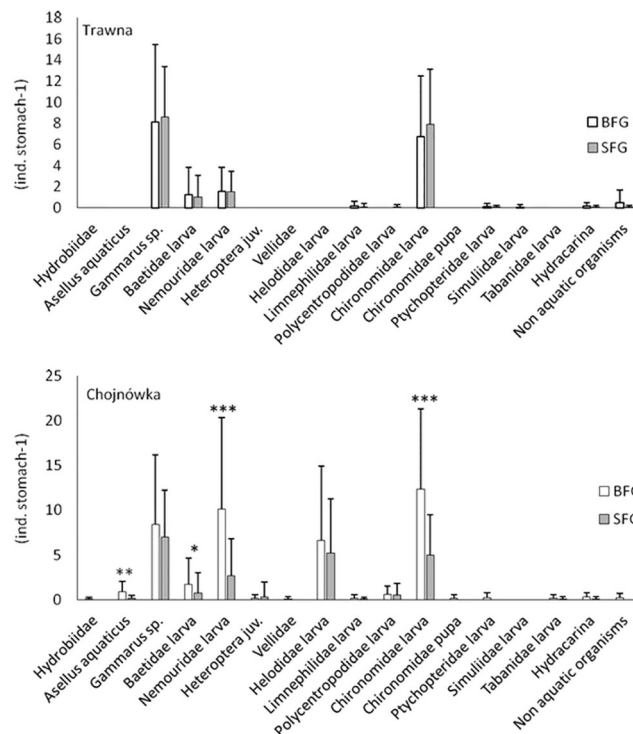 Trawna
(ind. stomach-1)
18
16
14
12
10
8
6
4
2
0
BFG
SFG
Hydrobiidae
Asellus aquaticus
Gammarus sp.
Baetidae larva
Nemouridae larva
Heteroptera juv.
Vellidae
Helodidae larva
Limnephilidae larva
Polycentropodidae larva
Chironomidae larva
Chironomidae pupa
Ptychopteridae larva
Simuliidae larva
Tabanidae larva
Hydracarina
Non aquatic organisms
Chojnówka
(ind. stomach-1)
25
20
15
10
5
0
**
*
***
***
BFG
SFG
Hydrobiidae
Asellus aquaticus
Gammarus sp.
Baetidae larva
Nemouridae larva
Heteroptera juv.
Vellidae
Helodidae larva
Limnephilidae larva
Polycentropodidae larva
Chironomidae larva
Chironomidae pupa
Ptychopteridae larva
Simuliidae larva
Tabanidae larva
Hydracarina
Non aquatic organisms